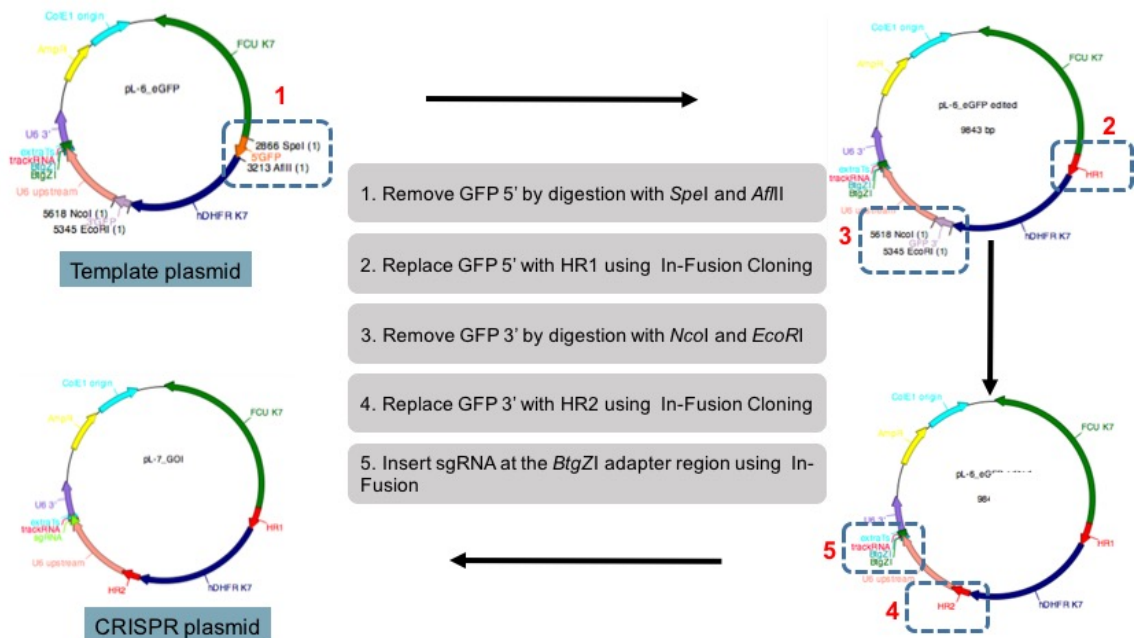 ColE1 origin
AmpR
FCU K7
pL-6_eGFP
1
2866 SpeI (1)
5'GFP
3213 AflII (1)
U6 3'
extraTs
trackRNA
BtgZI
BtgZI
U6 upstream
5618 NcoI (1)
3'GFP
5345 EcoRI (1)
hDHFR K7
Template plasmid
1. Remove GFP 5’ by digestion with SpeI and AflII
2. Replace GFP 5’ with HR1 using In-Fusion Cloning
3. Remove GFP 3’ by digestion with NcoI and EcoRI
4. Replace GFP 3’ with HR2 using In-Fusion Cloning
5. Insert sgRNA at the BtgZI adapter region using In-
Fusion
ColE1 origin
AmpR
FCU K7
pL-6_eGFP edited
9843 bp
2
HR1
U6 3'
extraTs
trackRNA
BtgZI
BtgZI
U6 upstream
3
5618 NcoI (1)
GFP 3'
5345 EcoRI (1)
hDHFR K7
ColE1 origin
AmpR
FCU K7
pL-7_GOI
U6 3'
extraTs
trackRNA
sgRNA
HR1
U6 upstream
HR2
hDHFR K7
CRISPR plasmid
ColE1 origin
AmpR
FCU K7
U6 3'
5
extraTs
trackRNA
BtgZI
BtgZI
HR1
U6 upstream
HR2
hDHFR K7
4